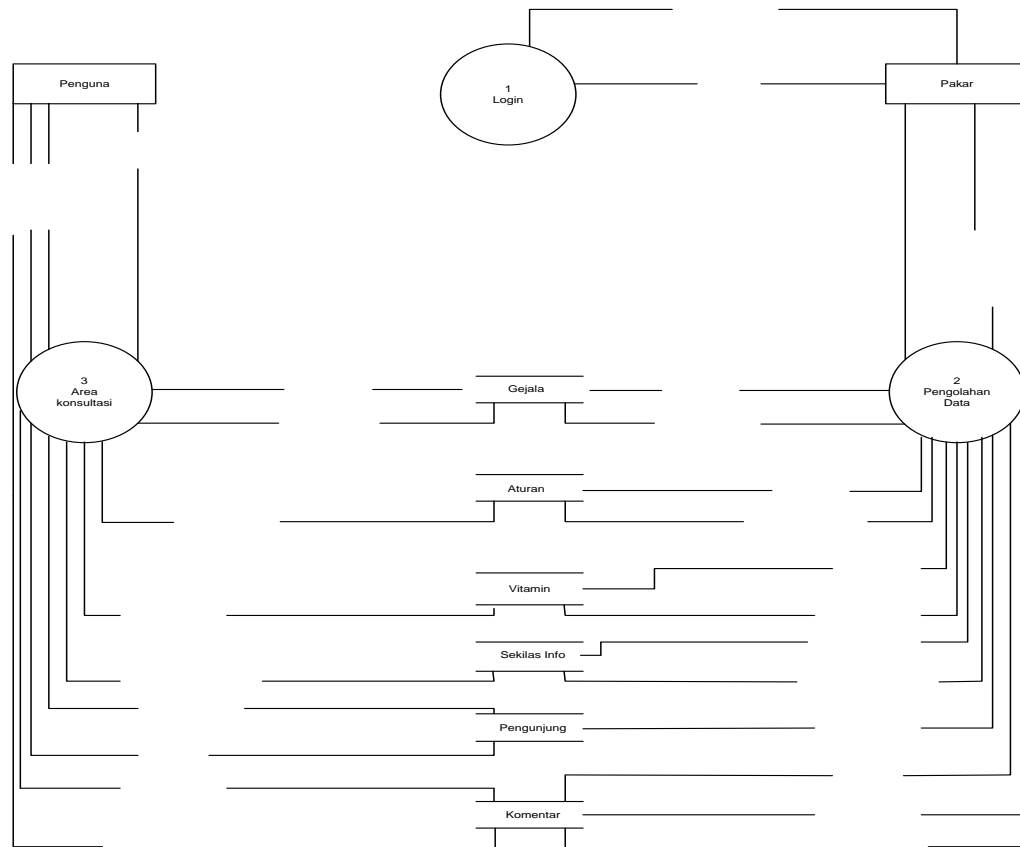 Penguna
1
Login
Pakar
3
Area
konsultasi
Gejala
2
Pengolahan
Data
Aturan
Vitamin
Sekilas Info
Pengunjung
Komentar